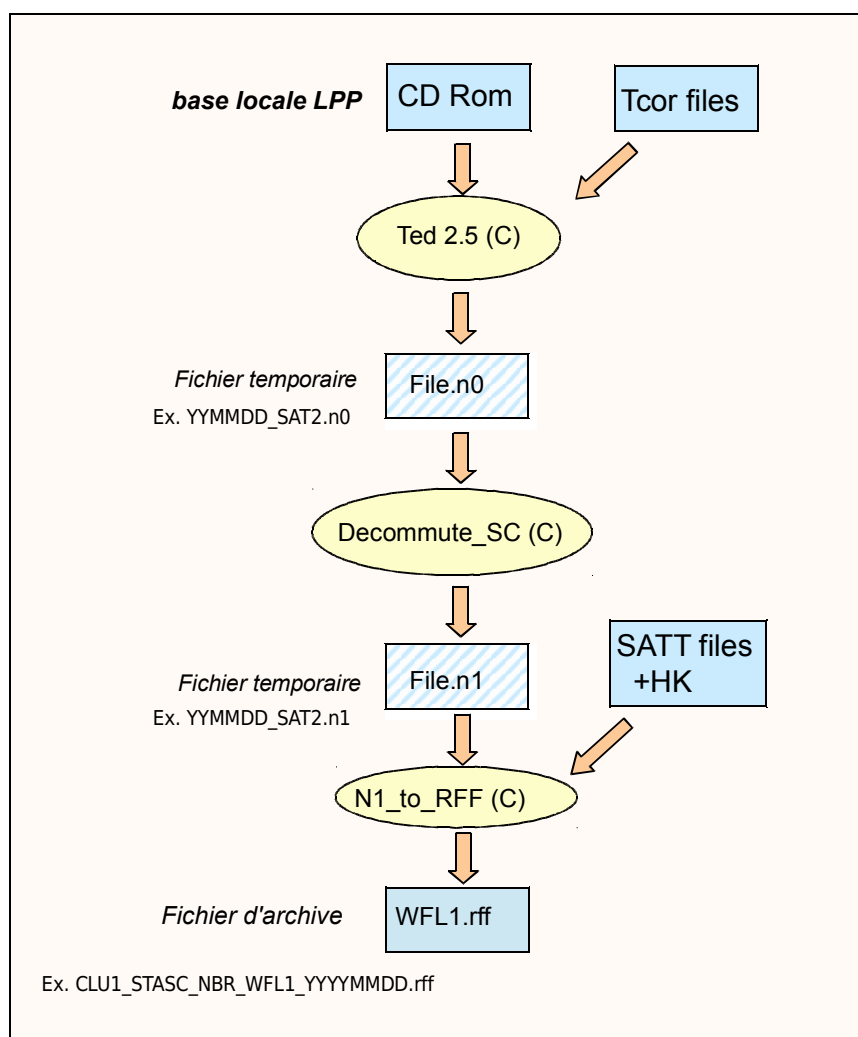 base locale LPP
CD Rom
Tcor files
Ted 2.5 (C)
Fichier temporaire
File.n0
Ex. YYMMDD_SAT2.n0
Decommute_SC (C)
SATT files
+HK
Fichier temporaire
File.n1
Ex. YYMMDD_SAT2.n1
N1_to_RFF (C)
Fichier d'archive
WFL1.rff
Ex. CLU1_STASC_NBR_WFL1_YYYYMMDD.rff